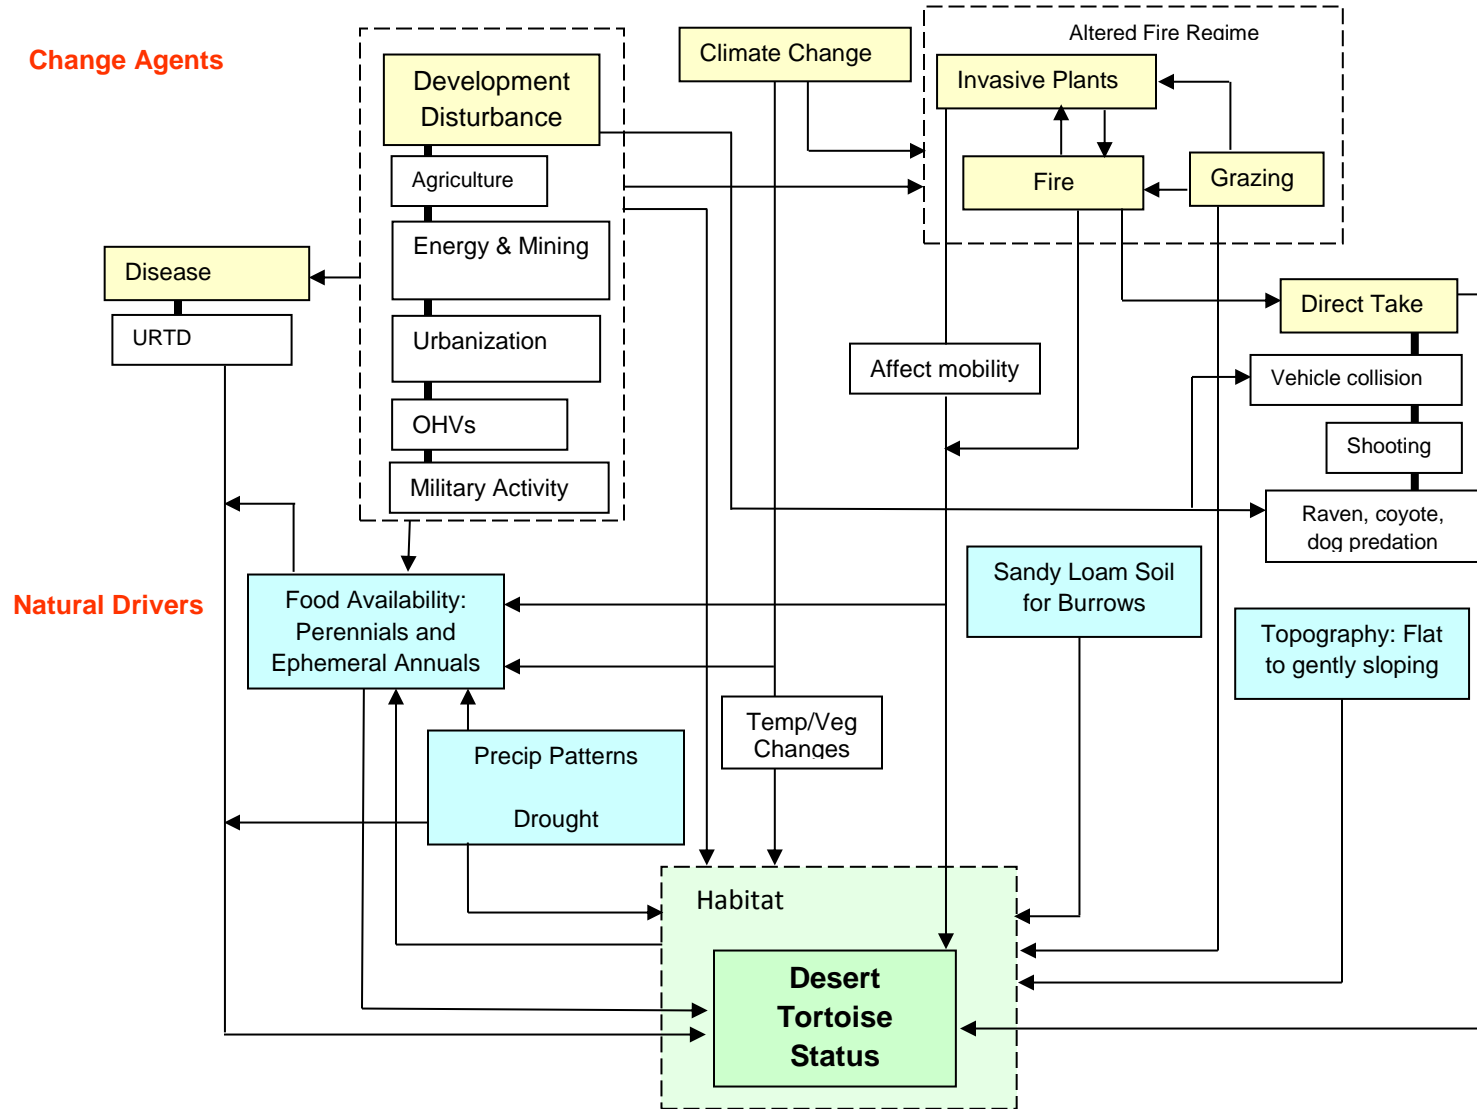 Change Agents
Development
Disturbance
Agriculture
Energy & Mining
Urbanization
OHVs
Military Activity
Climate Change
Altered Fire Regime
Invasive Plants
Fire
Grazing
Disease
URTD
Affect mobility
Direct Take
Vehicle collision
Shooting
Raven, coyote,
dog predation
Natural Drivers
Food Availability:
Perennials and
Ephemeral Annuals
Sandy Loam Soil
for Burrows
Topography: Flat
to gently sloping
Precip Patterns
Drought
Temp/Veg
Changes
Habitat
Desert
Tortoise
Status